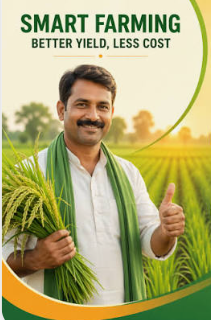 SMART FARMING
BETTER YIELD, LESS COST